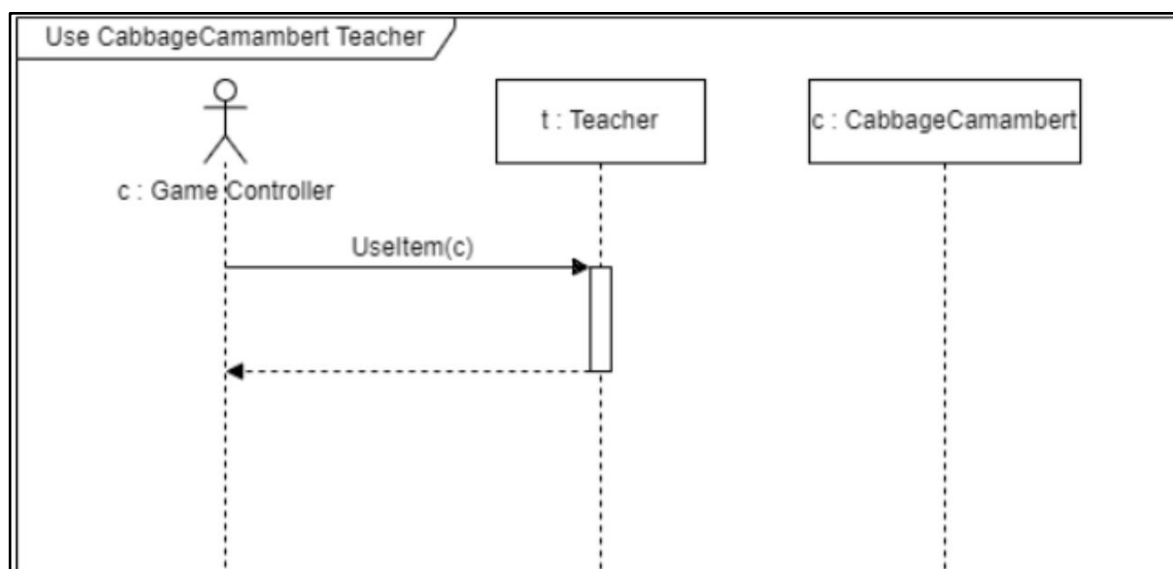 Use CabbageCamambert Teacher
t : Teacher
c : CabbageCamambert
c : Game Controller
UseItem(c)